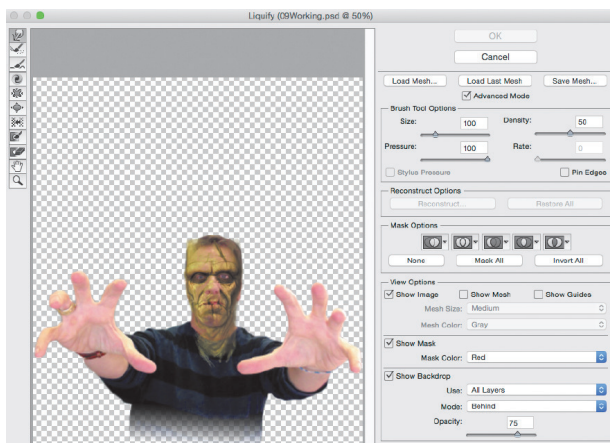 Liquify (09Working.psd @ 50%)
OK
Cancel
Load Mesh...
Load Last Mesh
Save Mesh...
Advanced Mode
Brush Tool Options
Size: 100
Density: 50
Pressure: 100
Rate: 0
Stylus Pressure
Pin Edges
Reconstruct Options
Reconstruct...
Restore All
Mask Options
None
Mask All
Invert All
View Options
Show Image
Show Mesh
Show Guides
Mesh Size: Medium
Mesh Color: Gray
Show Mask
Mask Color: Red
Show Backdrop
Use: All Layers
Mode: Behind
Opacity: 75